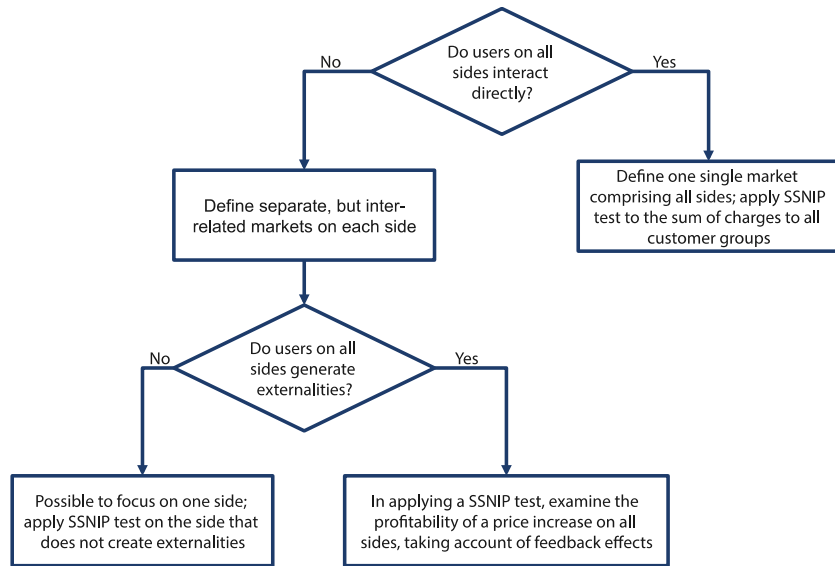 Do users on all
sides interact
directly?
No
Yes
Define separate, but inter-
related markets on each side
Define one single market
comprising all sides; apply SSNIP
test to the sum of charges to all
customer groups
Do users on all
sides generate
externalities?
No
Yes
Possible to focus on one side;
apply SSNIP test on the side that
does not create externalities
In applying a SSNIP test, examine the
profitability of a price increase on all
sides, taking account of feedback effects